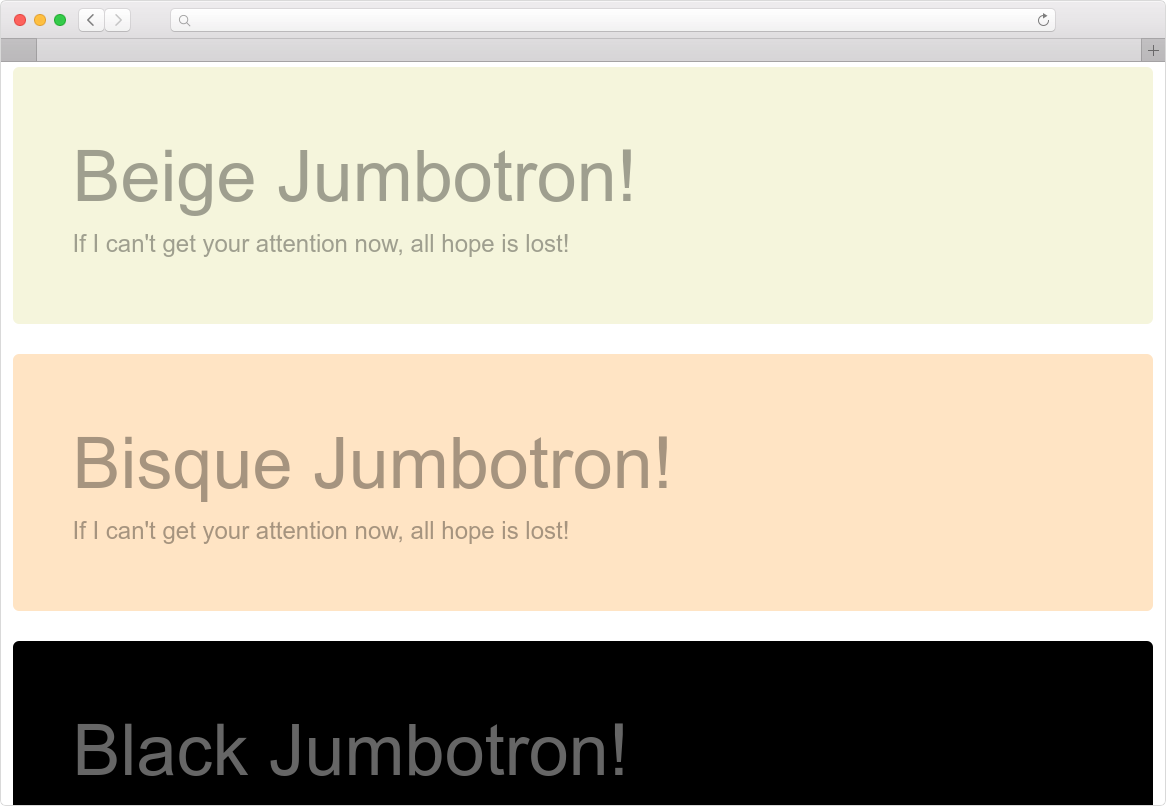 Beige Jumbotron!
If I can't get your attention now, all hope is lost!
Bisque Jumbotron!
If I can't get your attention now, all hope is lost!
Black Jumbotron!